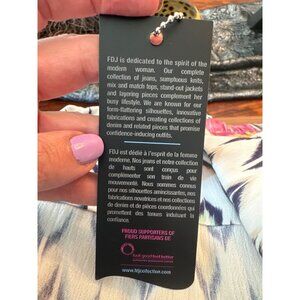 FDJ is dedicated to the spirit of the
modern woman. Our complete
collection of jeans, sumptuous knits,
mix and match tops, stand-out jackets
and layering pieces complement her
busy lifestyle. We are known for our
form-flattering silhouettes, innovative
fabrications and creating collections of
denim and related pieces that promise
confidence-inducing outfits.
FDJ est dédié à l'esprit de la femme
moderne. Nos jeans et notre collection
de hauts sont conçus pour
complémenter son train de vie
mouvementé. Nous sommes connus
pour nos silhouettes amincissantes, nos
fabrications novatrices et nos collections
de denim et de pièces coordonnées qui
promettent des tenues induisant la
confiance.
PROUD SUPPORTERS OF
FIERS PARTISANS DE
look good feel better
www.fdjcollection.com